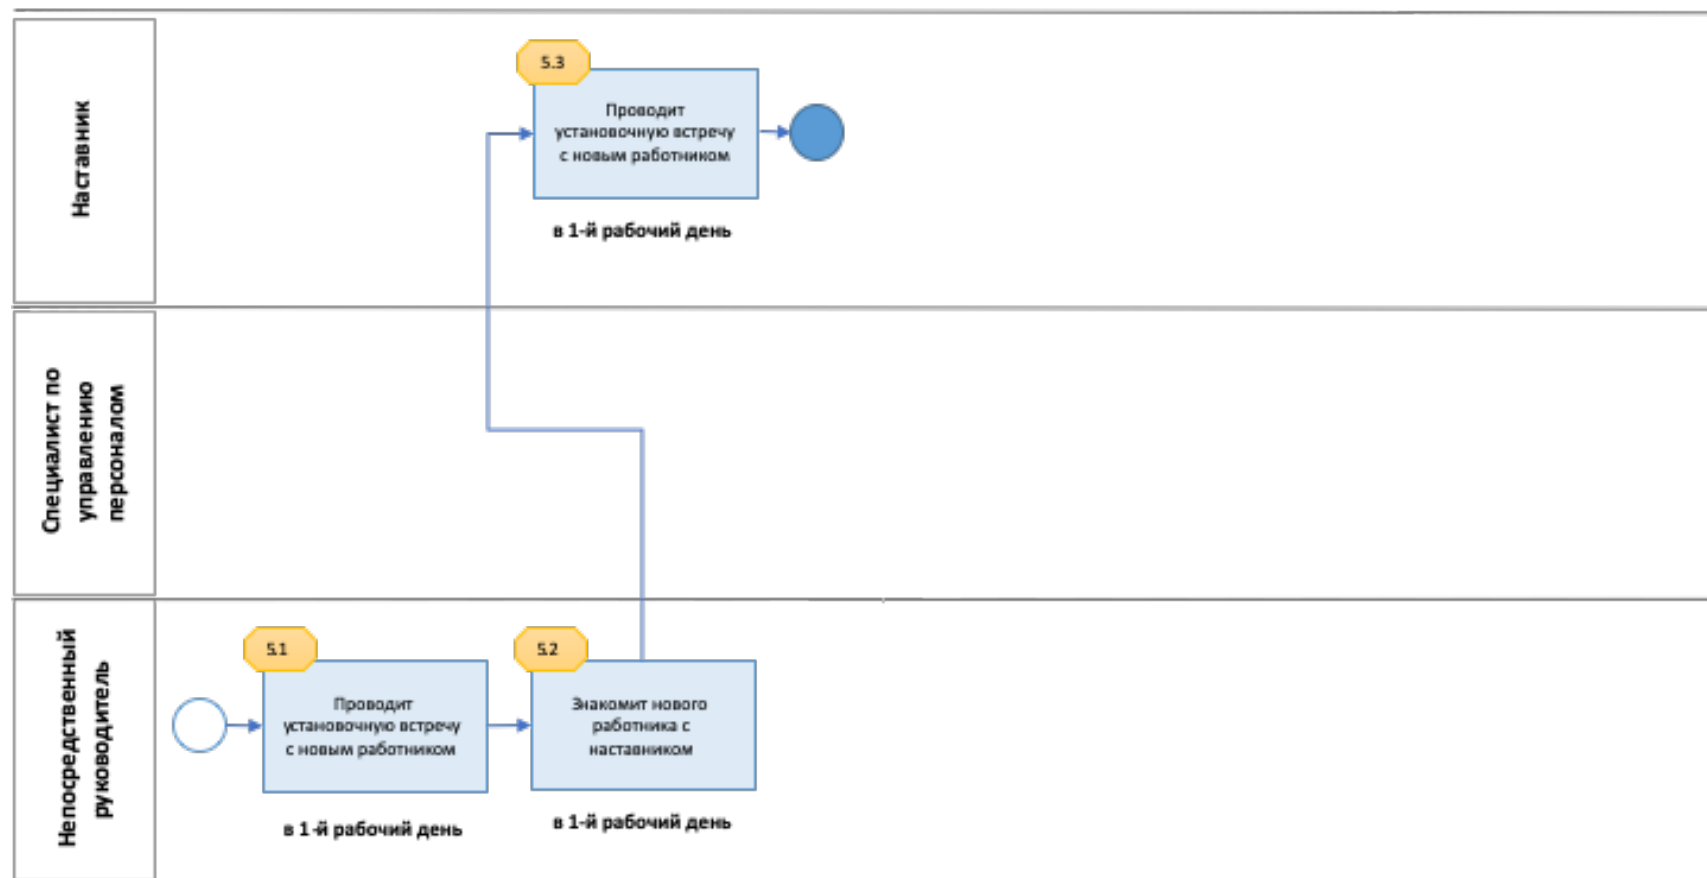 Наставник
5.3
Проводит
установочную встречу
с новым работником
в 1-й рабочий день
Специалист по
управлению
персоналом
Непосредственный
руководитель
5.1
Проводит
установочную встречу
с новым работником
в 1-й рабочий день
5.2
Знакомит нового
работника с
наставником
в 1-й рабочий день